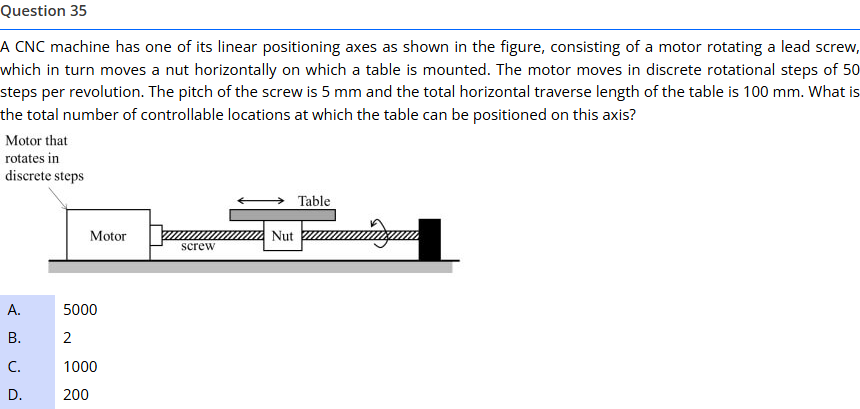 Question 35
A CNC machine has one of its linear positioning axes as shown in the figure, consisting of a motor rotating a lead screw,
which in turn moves a nut horizontally on which a table is mounted. The motor moves in discrete rotational steps of 50
steps per revolution. The pitch of the screw is 5 mm and the total horizontal traverse length of the table is 100 mm. What is
the total number of controllable locations at which the table can be positioned on this axis?
Motor that
rotates in
discrete steps
Table
Motor
Nut
screw
A. 5000
B. 2
C. 1000
D. 200